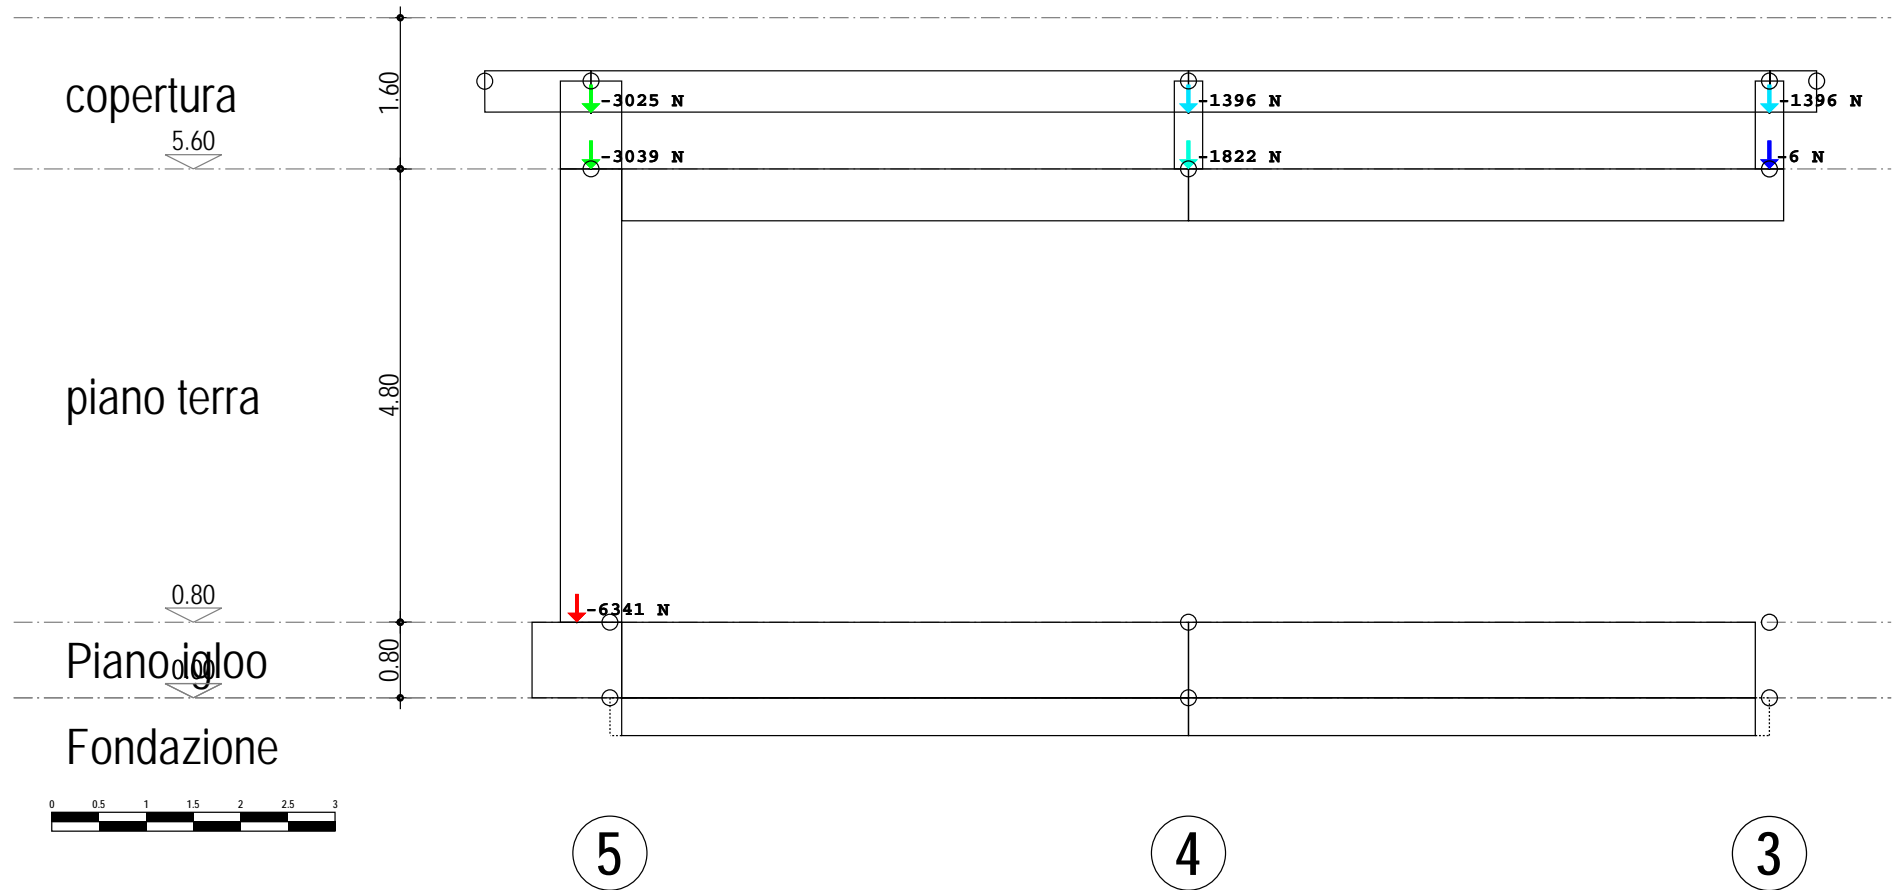 copertura
1.60
-3025 N
-1396 N
-1396 N
5.60
-3039 N
-1822 N
-6 N
piano terra
4.80
0.80
-6341 N
Piano igloo
0.80
0.00
Fondazione
0 0.5 1 1.5 2 2.5 3
5 4 3